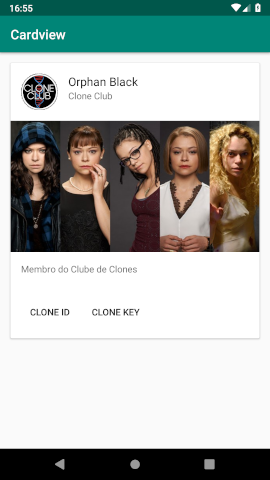 16:55
Cardview
CLONE
CLUB
Orphan Black
Clone Club
Membro do Clube de Clones
CLONE ID
CLONE KEY